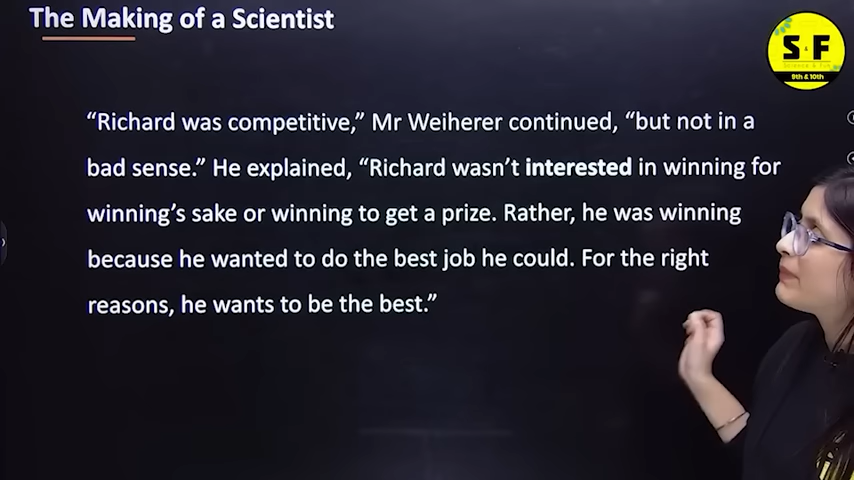 The Making of a Scientist
S & F
Science & Fun
9th & 10th
“Richard was competitive,” Mr Weiherer continued, “but not in a
bad sense.” He explained, “Richard wasn’t interested in winning for
winning’s sake or winning to get a prize. Rather, he was winning
because he wanted to do the best job he could. For the right
reasons, he wants to be the best.”